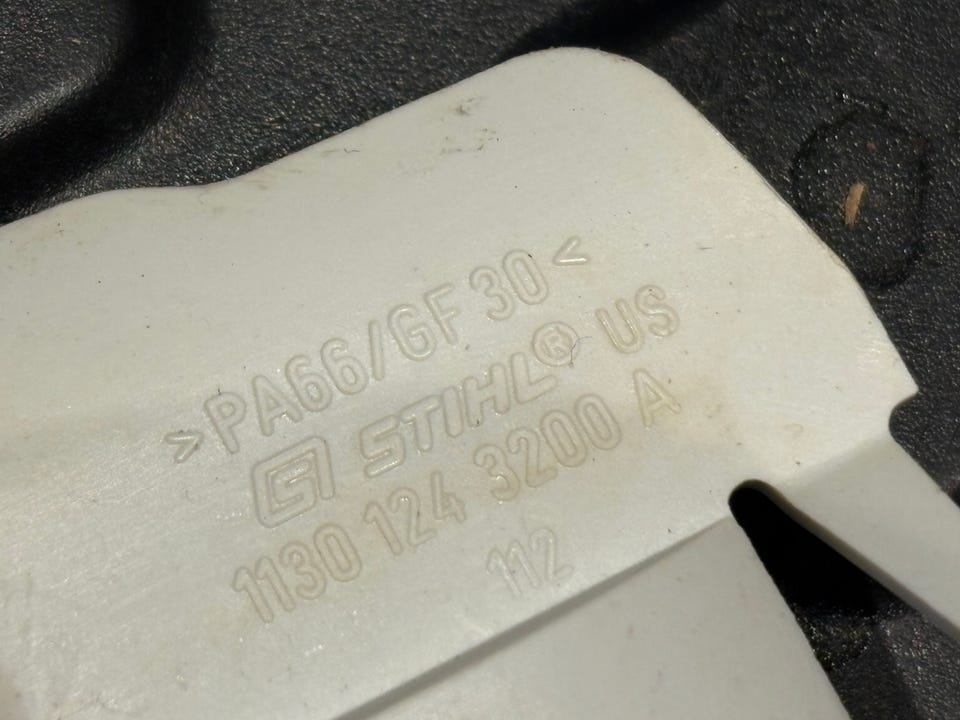 >PA66/GF 30<
STIHL® US
1130 124 3200 A
112